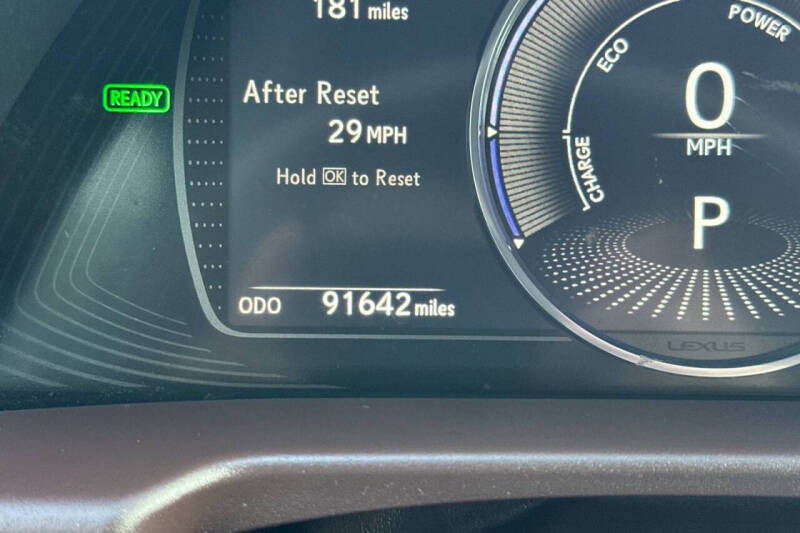 181 miles
READY
After Reset
29 MPH
Hold OK to Reset
ODO 91642 miles
POWER
ECO
CHARGE
0
MPH
P
LEXUS